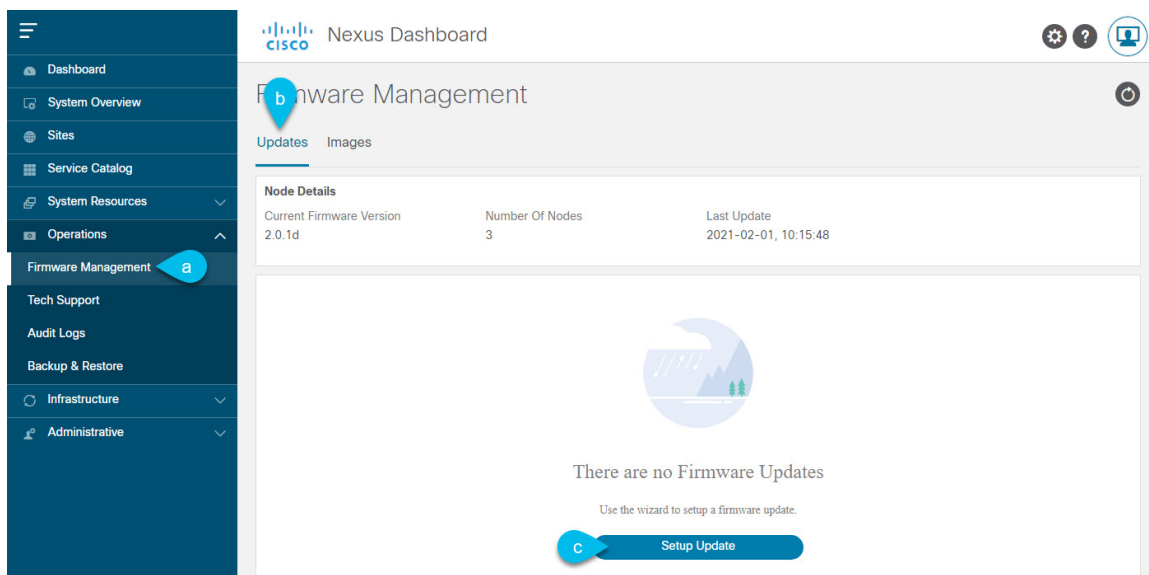 CISCO Nexus Dashboard
?
Dashboard
System Overview
Sites
Service Catalog
System Resources
Operations
Firmware Management a
Tech Support
Audit Logs
Backup & Restore
Infrastructure
Administrative
Firmware Management
b
Updates Images
Node Details
Current Firmware Version Number Of Nodes Last Update
2.0.1d 3 2021-02-01, 10:15:48
There are no Firmware Updates
Use the wizard to setup a firmware update.
c Setup Update